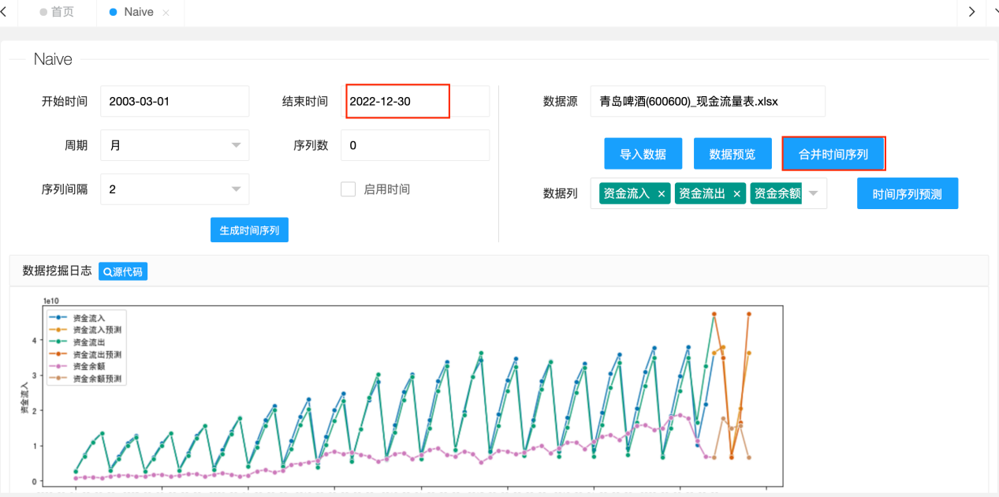 首页
Naive
Naive
开始时间 2003-03-01 结束时间 2022-12-30 数据源 青岛啤酒(600600)_现金流量表.xlsx
周期 月 序列数 0 导入数据 数据预览 合并时间序列
序列间隔 2 启用时间 数据列 资金流入 × 资金流出 × 资金余额 时间序列预测
生成时间序列
数据挖掘日志 源代码
1e10
资金流入
资金流入预测
资金流出
资金流出预测
资金余额
资金余额预测
资金流入
4
3
2
1
0